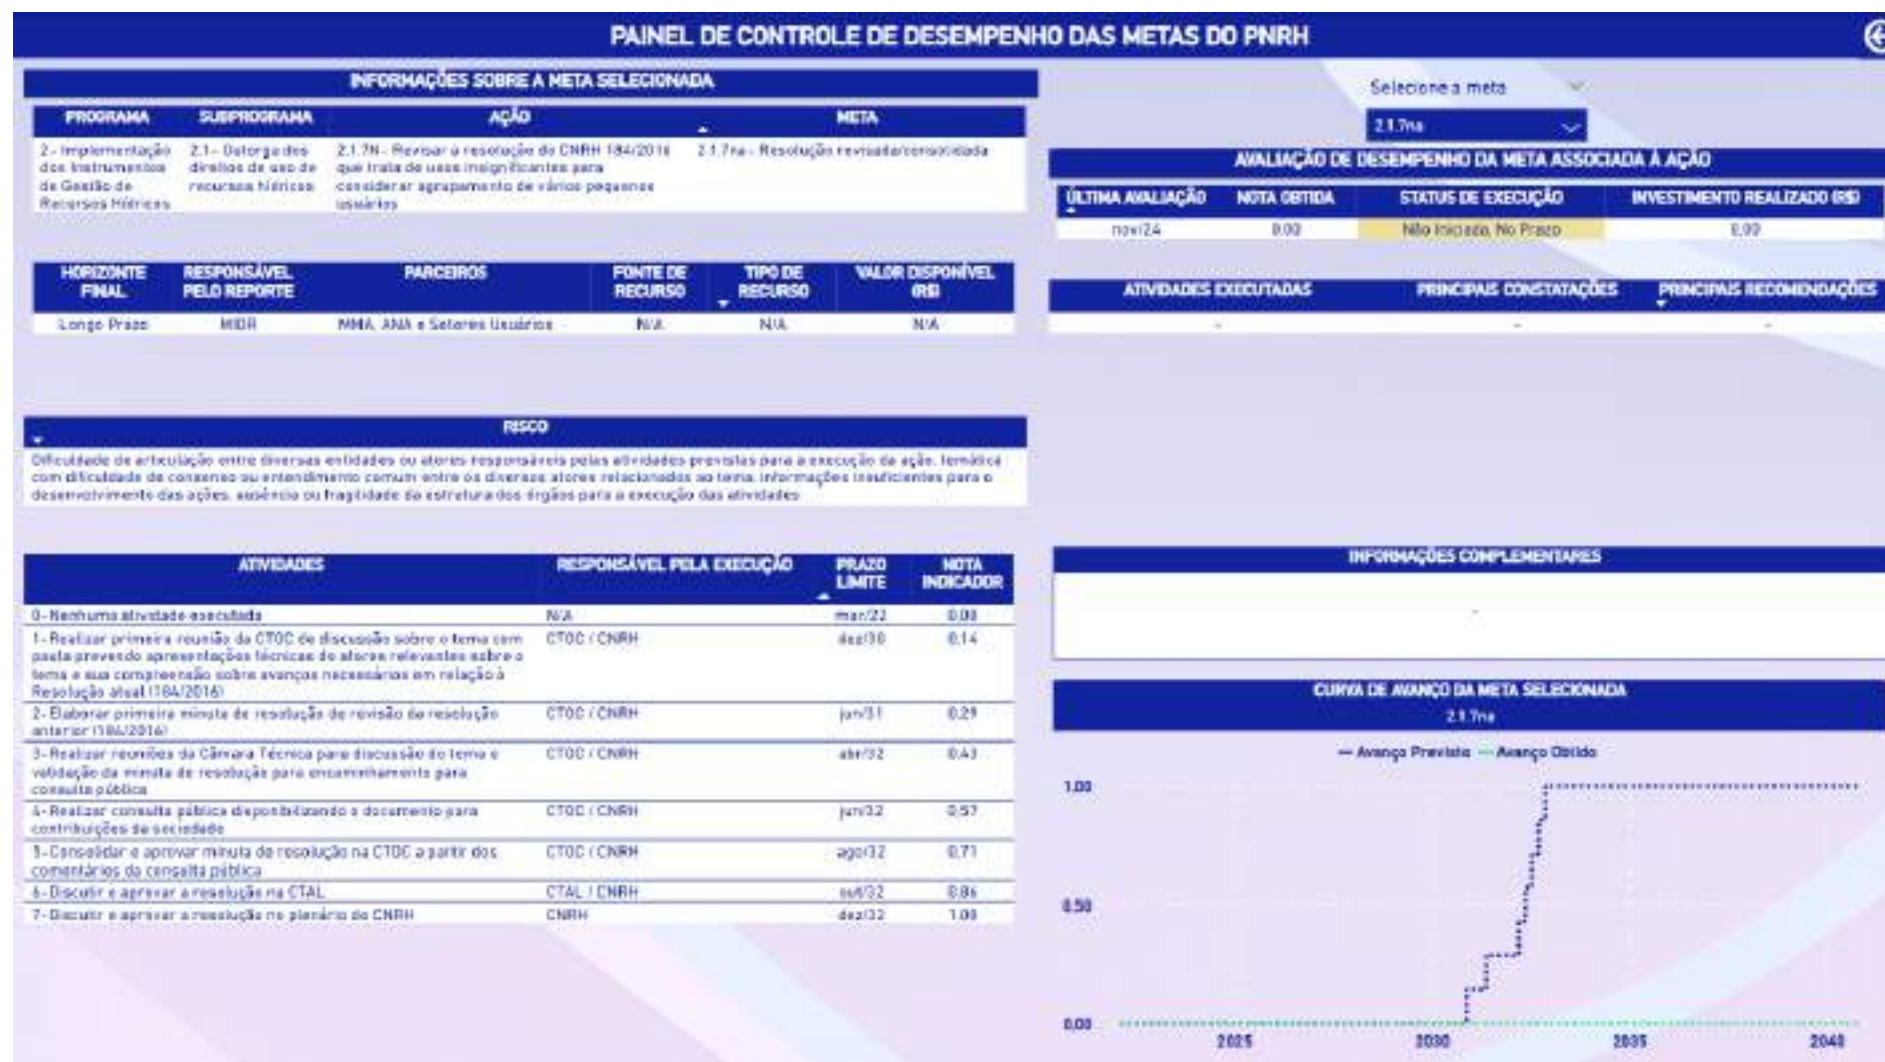 PAINEL DE CONTROLE DE DESEMPENHO DAS METAS DO PNRH
INFORMAÇÕES SOBRE A META SELECIONADA
PROGRAMA SUBPROGRAMA AÇÃO META
2 - Implementação 2.1 - Outorga dos 2.1.7N - Revisar a resolução do CNRH 184/2016 2.1.7na - Resolução revisada/consolidada
dos Instrumentos direitos de uso de que trata de usos insignificantes para
de Gestão de recursos hídricos considerar agrupamento de vários pequenos
Recursos Hídricos usuários
HORIZONTE RESPONSÁVEL PARCEIROS FONTE DE TIPO DE VALOR DISPONÍVEL
FINAL PELO REPORTE RECURSO RECURSO (R$)
Longo Prazo MIDR MMA, ANA e Setores Usuários N/A N/A N/A
RISCO
Dificuldade de articulação entre diversas entidades ou atores responsáveis pelas atividades previstas para a execução da ação, temática
com dificuldade de consenso ou entendimento comum entre os diversos atores relacionados ao tema, informações insuficientes para o
desenvolvimento das ações, ausência ou fragilidade da estrutura dos órgãos para a execução das atividades
ATIVIDADES RESPONSÁVEL PELA EXECUÇÃO PRAZO NOTA
LIMITE INDICADOR
0- Nenhuma atividade executada N/A mar/22 0.00
1- Realizar primeira reunião da CTOC de discussão sobre o tema com CTOC / CNRH dez/30 0.14
pauta prevendo apresentações técnicas de atores relevantes sobre o
tema e sua compreensão sobre avanços necessários em relação à
Resolução atual (184/2016)
2- Elaborar primeira minuta de resolução de revisão da resolução CTOC / CNRH jun/31 0.29
anterior (184/2016)
3- Realizar reuniões da Câmara Técnica para discussão do tema e CTOC / CNRH abr/32 0.43
validação da minuta de resolução para encaminhamento para
consulta pública
4- Realizar consulta pública disponibilizando o documento para CTOC / CNRH jun/32 0.57
contribuições da sociedade
5- Consolidar e aprovar minuta de resolução na CTOC a partir dos CTOC / CNRH ago/32 0.71
comentários da consulta pública
6- Discutir e aprovar a resolução na CTAL CTAL / CNRH out/32 0.86
7- Discutir e aprovar a resolução no plenário do CNRH CNRH dez/32 1.00
Selecione a meta
2.1.7na
AVALIAÇÃO DE DESEMPENHO DA META ASSOCIADA À AÇÃO
ÚLTIMA AVALIAÇÃO NOTA OBTIDA STATUS DE EXECUÇÃO INVESTIMENTO REALIZADO (R$)
nov/24 0.00 Não Iniciada, No Prazo 0.00
ATIVIDADES EXECUTADAS PRINCIPAIS CONSTATAÇÕES PRINCIPAIS RECOMENDAÇÕES
- - -
INFORMAÇÕES COMPLEMENTARES
-
CURVA DE AVANÇO DA META SELECIONADA
2.1.7na
Avanço Previsto Avanço Obtido
1.00
0.50
0.00
2025 2030 2035 2040